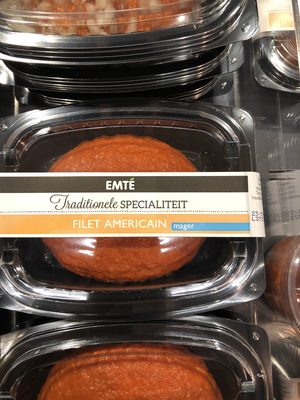 EMTÉ
Traditionele SPECIALITEIT
FILET AMERICAIN mager